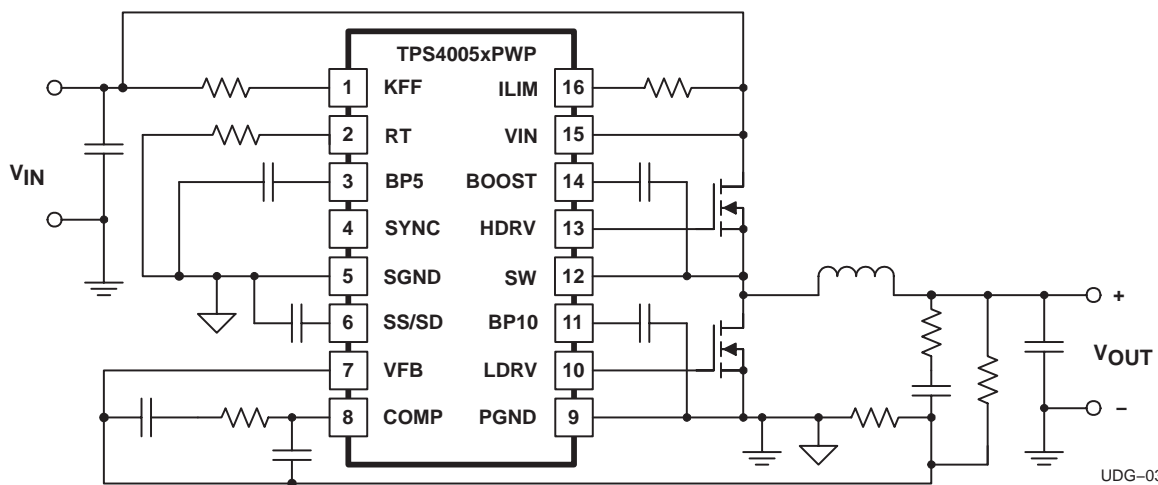 TPS4005xPWP
1 KFF ILIM 16
2 RT VIN 15
3 BP5 BOOST 14
4 SYNC HDRV 13
5 SGND SW 12
6 SS/SD BP10 11
7 VFB LDRV 10
8 COMP PGND 9
VIN
+
VOUT
−
UDG–03